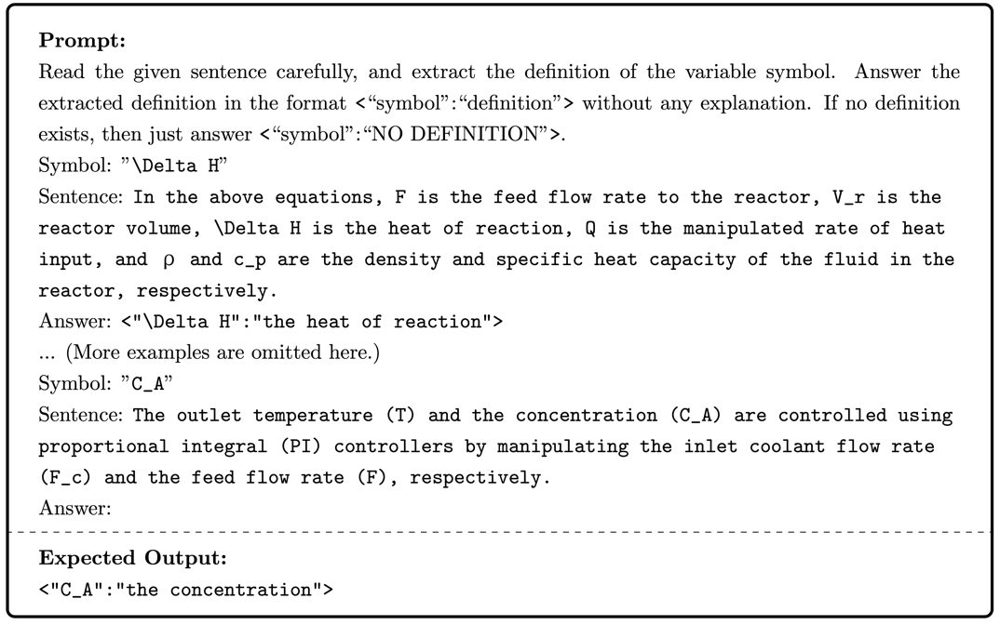 Prompt:
Read the given sentence carefully, and extract the definition of the variable symbol. Answer the
extracted definition in the format <“symbol”:“definition”> without any explanation. If no definition
exists, then just answer <“symbol”:“NO DEFINITION”>.
Symbol: ”\Delta H”
Sentence: In the above equations, F is the feed flow rate to the reactor, V_r is the
reactor volume, \Delta H is the heat of reaction, Q is the manipulated rate of heat
input, and ρ and c_p are the density and specific heat capacity of the fluid in the
reactor, respectively.
Answer: <"\Delta H":"the heat of reaction">
... (More examples are omitted here.)
Symbol: ”C_A”
Sentence: The outlet temperature (T) and the concentration (C_A) are controlled using
proportional integral (PI) controllers by manipulating the inlet coolant flow rate
(F_c) and the feed flow rate (F), respectively.
Answer:
Expected Output:
<"C_A":"the concentration">